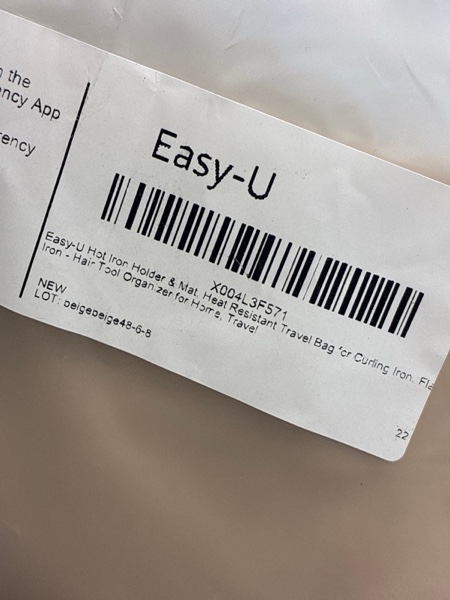 n the
ency App
rency
Easy-U
X004L3F571
Easy-U Hot Iron Holder & Mat, Heat Resistant Travel Bag for Curling Iron, Fla
Iron - Hair Tool Organizer for Home, Travel
NEW
LOT: beigebeige48-6-8
22